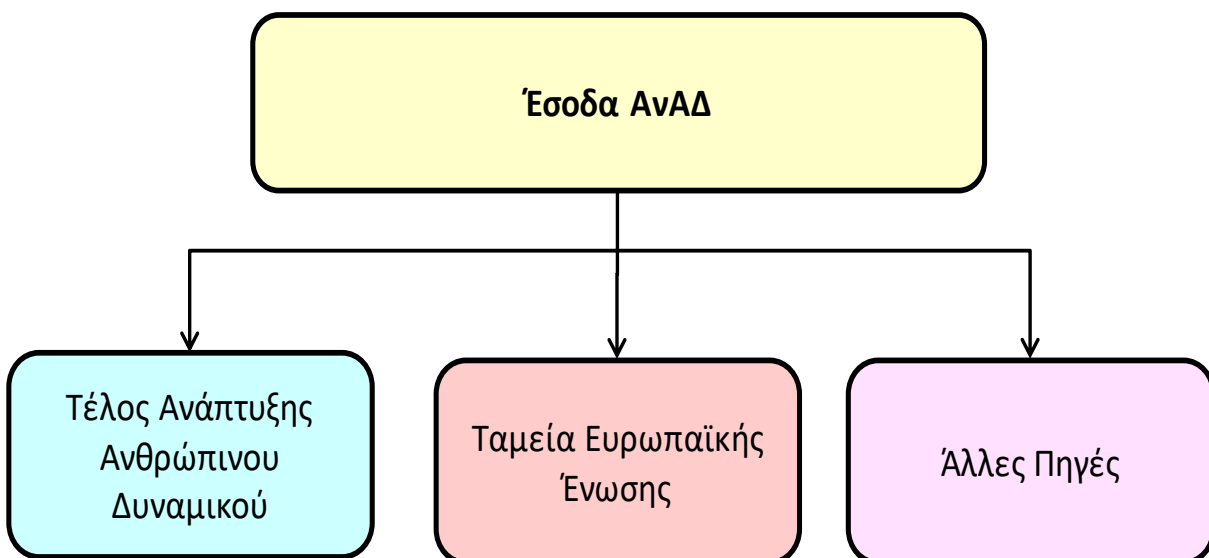 Έσοδα ΑνΑΔ
Τέλος Ανάπτυξης
Ανθρώπινου
Δυναμικού
Ταμεία Ευρωπαϊκής
Ένωσης
Άλλες Πηγές